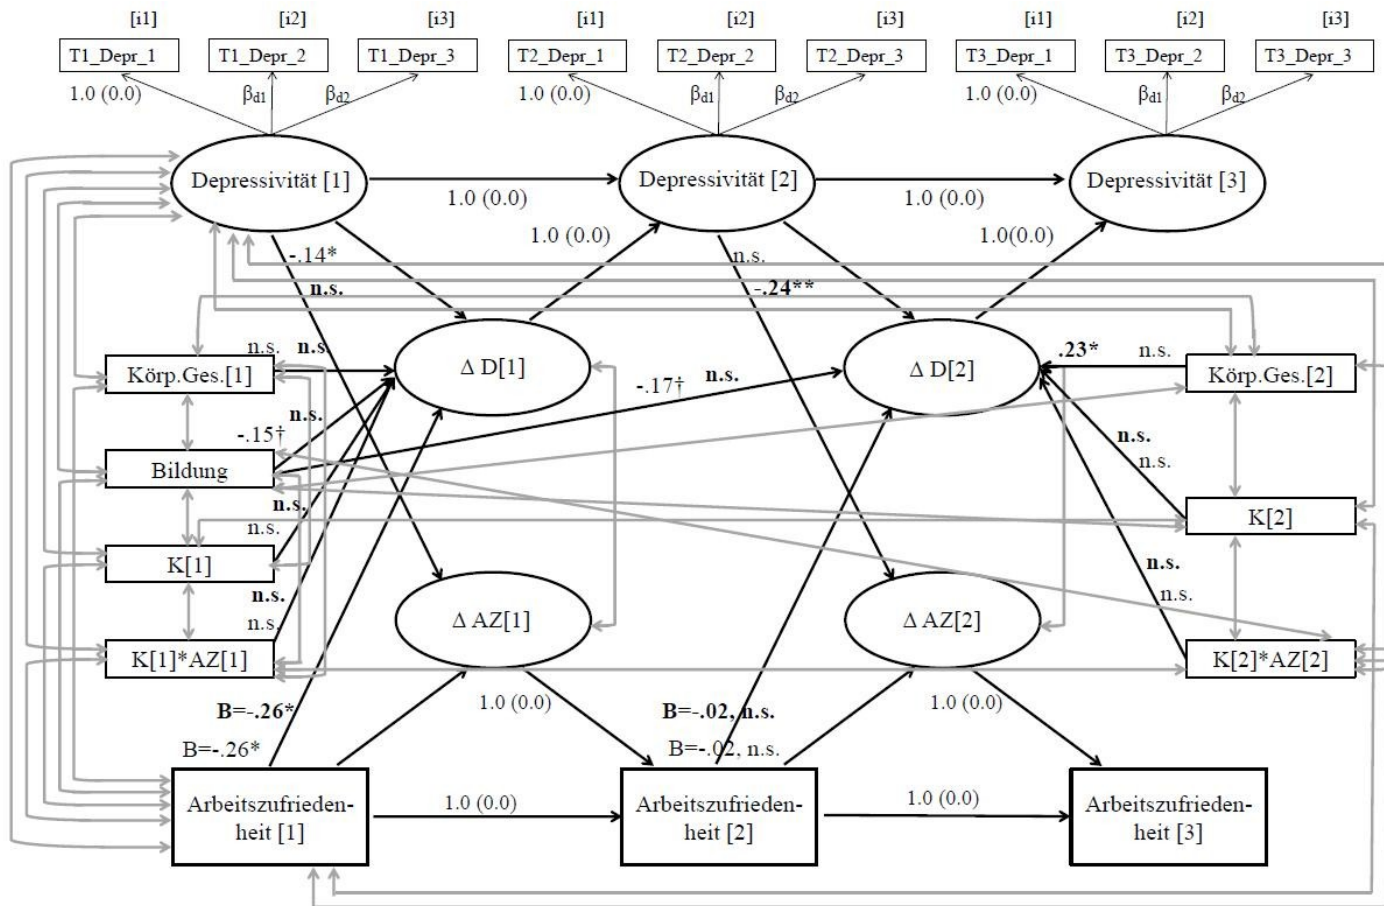 [i1] [i2] [i3] [i1] [i2] [i3] [i1] [i2] [i3]
T1_Depr_1 T1_Depr_2 T1_Depr_3 T2_Depr_1 T2_Depr_2 T2_Depr_3 T3_Depr_1 T3_Depr_2 T3_Depr_3
1.0 (0.0) βd1 βd2 1.0 (0.0) βd1 βd2 1.0 (0.0) βd1 βd2
Depressivität [1] Depressivität [2] Depressivität [3]
1.0 (0.0) 1.0 (0.0)
1.0 (0.0) 1.0(0.0)
-.14* n.s.
n.s. -.24**
n.s. n.s. .23* n.s.
Körp.Ges.[1] Δ D[1] Δ D[2] Körp.Ges.[2]
-.17† n.s.
n.s.
-.15† n.s.
Bildung n.s.
n.s.
n.s.
K[1] K[2]
n.s. n.s.
n.s. n.s.
Δ AZ[1] Δ AZ[2]
K[1]*AZ[1] K[2]*AZ[2]
1.0 (0.0) 1.0 (0.0)
B=-.26* B=-.02, n.s.
B=-.26* B=-.02, n.s.
Arbeitszufrieden-
heit [1]
1.0 (0.0)
Arbeitszufrieden-
heit [2]
1.0 (0.0)
Arbeitszufrieden-
heit [3]